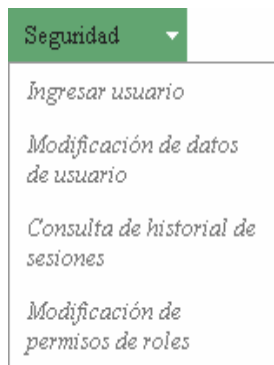 Seguridad
Ingresar usuario
Modificación de datos
de usuario
Consulta de historial de
sesiones
Modificación de
permisos de roles